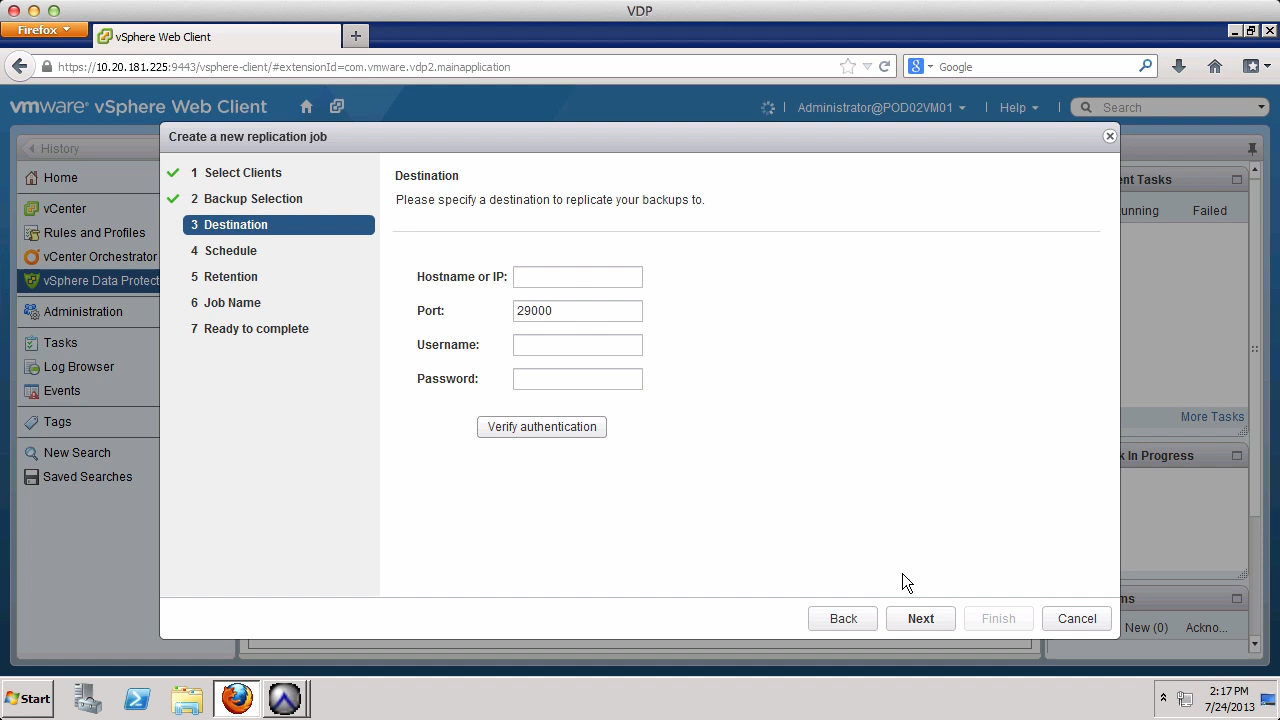 VDP
Firefox
vSphere Web Client
https://10.20.181.225:9443/vsphere-client/#extensionId=com.vmware.vdp2.mainapplication
Google
vmware® vSphere Web Client
Administrator@POD02VM01
Help
Search
Create a new replication job
History
Home
vCenter
Rules and Profiles
vCenter Orchestrator
vSphere Data Protect
Administration
Tasks
Log Browser
Events
Tags
New Search
Saved Searches
1 Select Clients
2 Backup Selection
3 Destination
4 Schedule
5 Retention
6 Job Name
7 Ready to complete
Destination
Please specify a destination to replicate your backups to.
Hostname or IP:
Port: 29000
Username:
Password:
Verify authentication
Back
Next
Finish
Cancel
ent Tasks
unning
Failed
More Tasks
k In Progress
ms
New (0)
Ackno...
Start
2:17 PM
7/24/2013